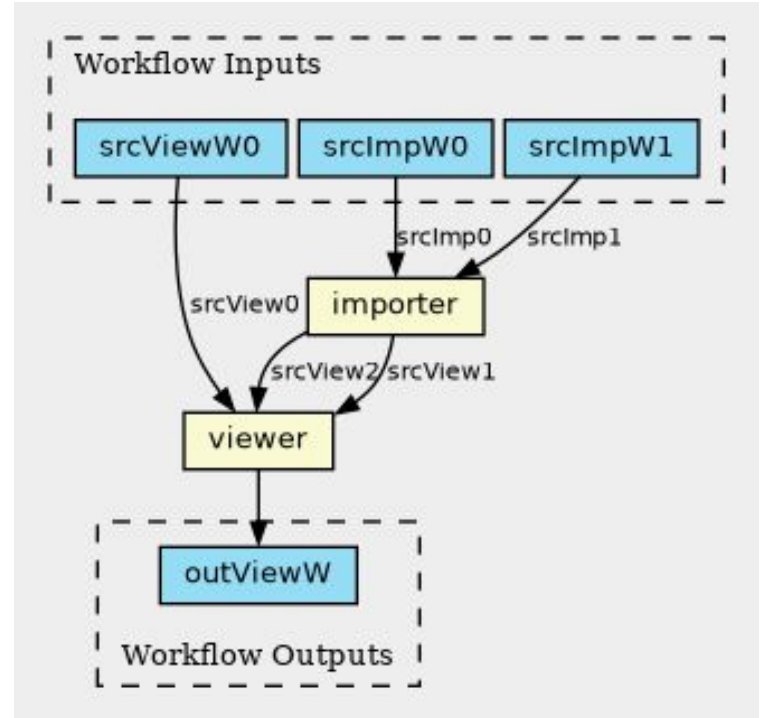 Workflow Inputs
srcViewW0
srcImpW0
srcImpW1
srcImp0
srcImp1
srcView0
importer
srcView2
srcView1
viewer
outViewW
Workflow Outputs